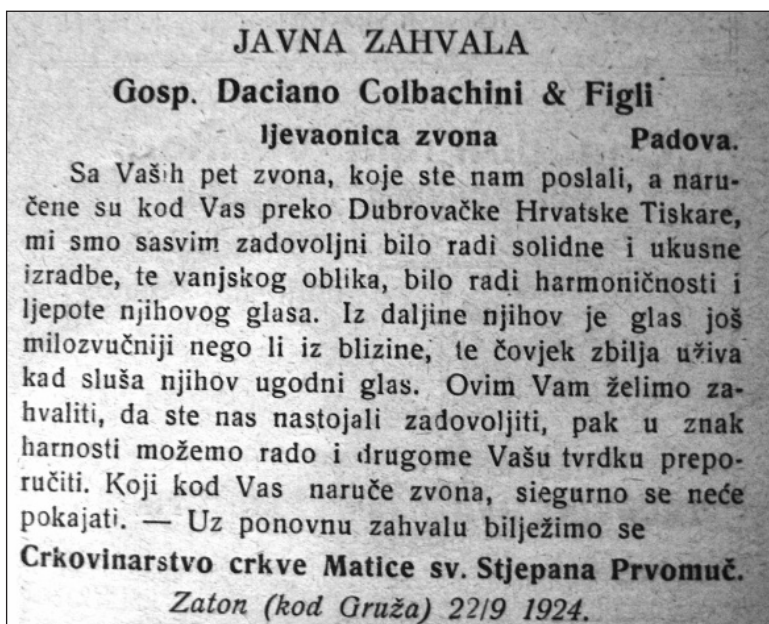 JAVNA ZAHVALA
Gosp. Daciano Colbachini & Figli
ljevaonica zvona Padova.
Sa Vaših pet zvona, koje ste nam poslali, a naru-
čene su kod Vas preko Dubrovačke Hrvatske Tiskare,
mi smo sasvim zadovoljni bilo radi solidne i ukusne
izradbe, te vanjskog oblika, bilo radi harmoničnosti i
ljepote njihovog glasa. Iz daljine njihov je glas još
milozvučniji nego li iz blizine, te čovjek zbilja uživa
kad sluša njihov ugodni glas. Ovim Vam želimo za-
hvaliti, da ste nas nastojali zadovoljiti, pak u znak
harnosti možemo rado i drugome Vašu tvrdku prepo-
ručiti. Koji kod Vas naruče zvona, siegurno se neće
pokajati. — Uz ponovnu zahvalu bilježimo se
Crkovinarstvo crkve Matice sv. Stjepana Prvomuč.
Zaton (kod Gruža) 22/9 1924.